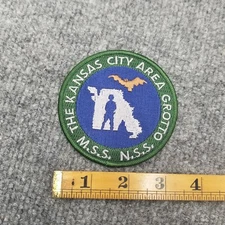 THE KANSAS CITY AREA GROTTO
W.S.S. N.S.S.
1 2 3 4